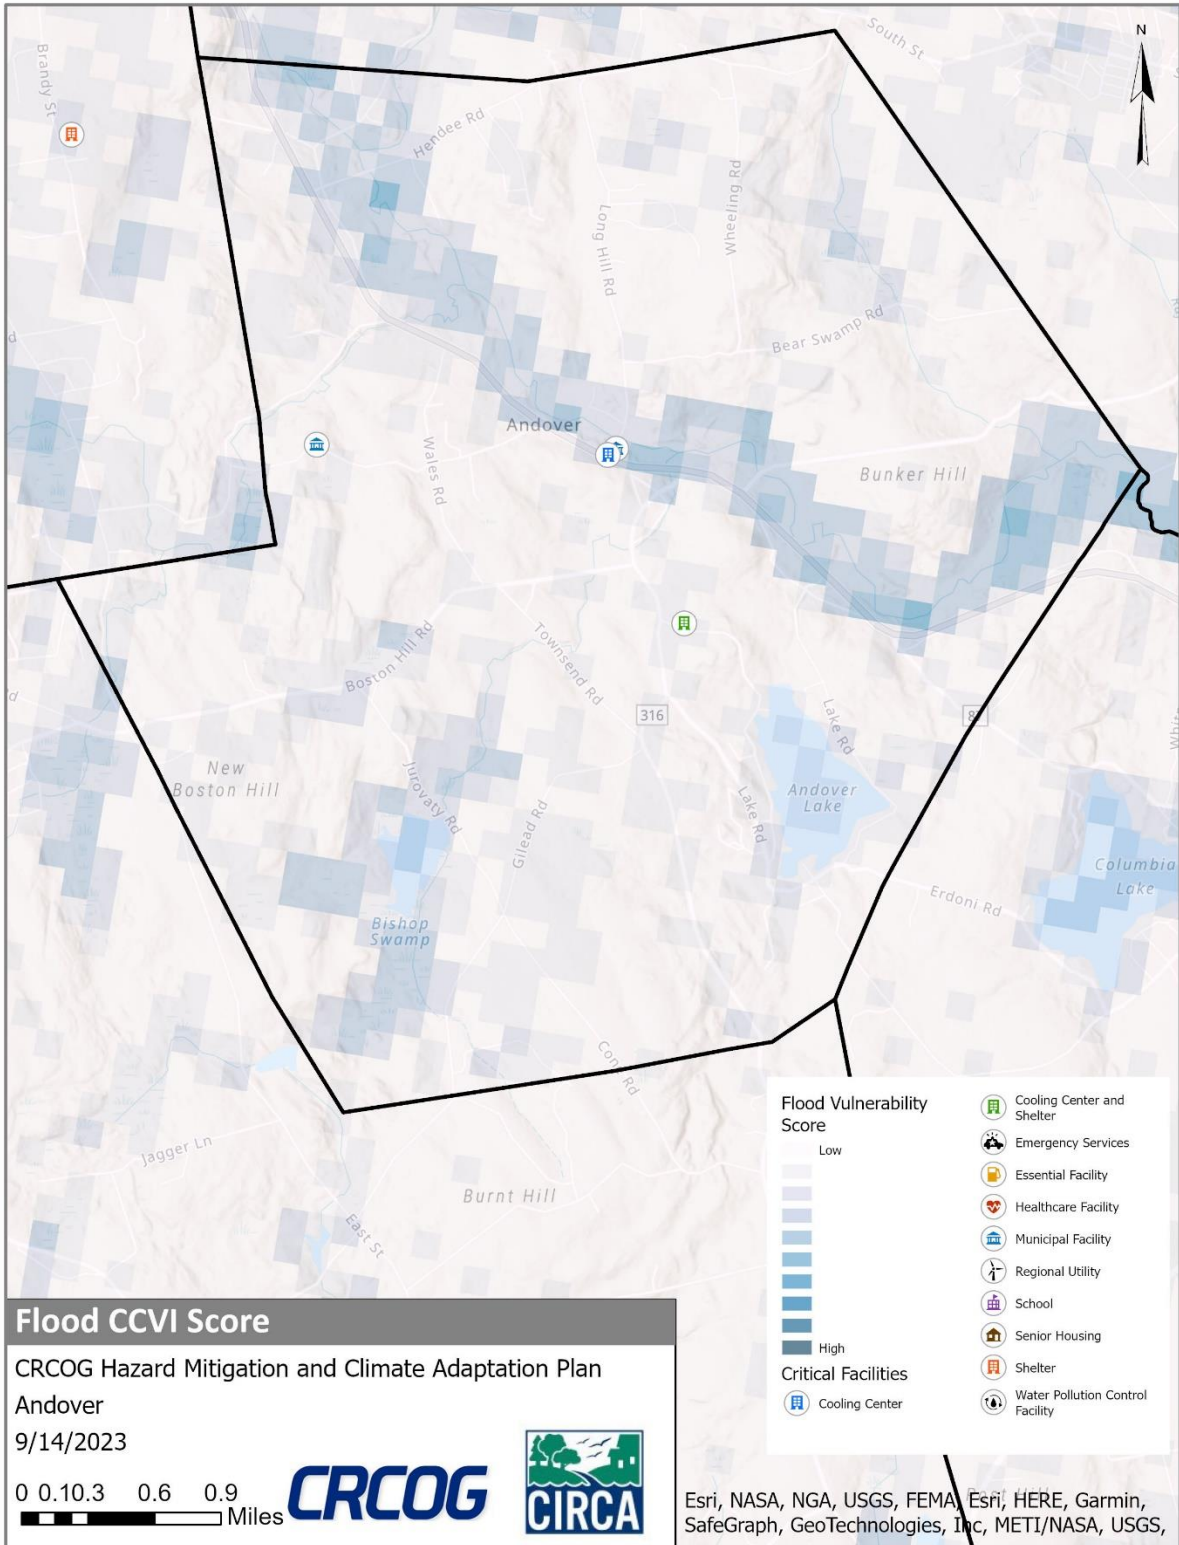 South St
N
Brandy St
Hendee Rd
Wheeling Rd
Long Hill Rd
Bear Swamp Rd
Andover
Wales Rd
Bunker Hill
Townsend Rd
Boston Hill Rd
316
Lake Rd
87
New
Boston Hill
Jurovaty Rd
Gilead Rd
Lake Rd
Andover
Lake
Columbia
Lake
Erdoni Rd
Bishop
Swamp
Jagger Ln
Burnt Hill
East St
Flood Vulnerability
Score
Low
High
Critical Facilities
Cooling Center
Cooling Center and
Shelter
Emergency Services
Essential Facility
Healthcare Facility
Municipal Facility
Regional Utility
School
Senior Housing
Shelter
Water Pollution Control
Facility
Flood CCVI Score
CRCOG Hazard Mitigation and Climate Adaptation Plan
Andover
9/14/2023
0 0.10.3 0.6 0.9
Miles
CRCOG
CIRCA
Esri, NASA, NGA, USGS, FEMA, Esri, HERE, Garmin,
SafeGraph, GeoTechnologies, Inc, METI/NASA, USGS,